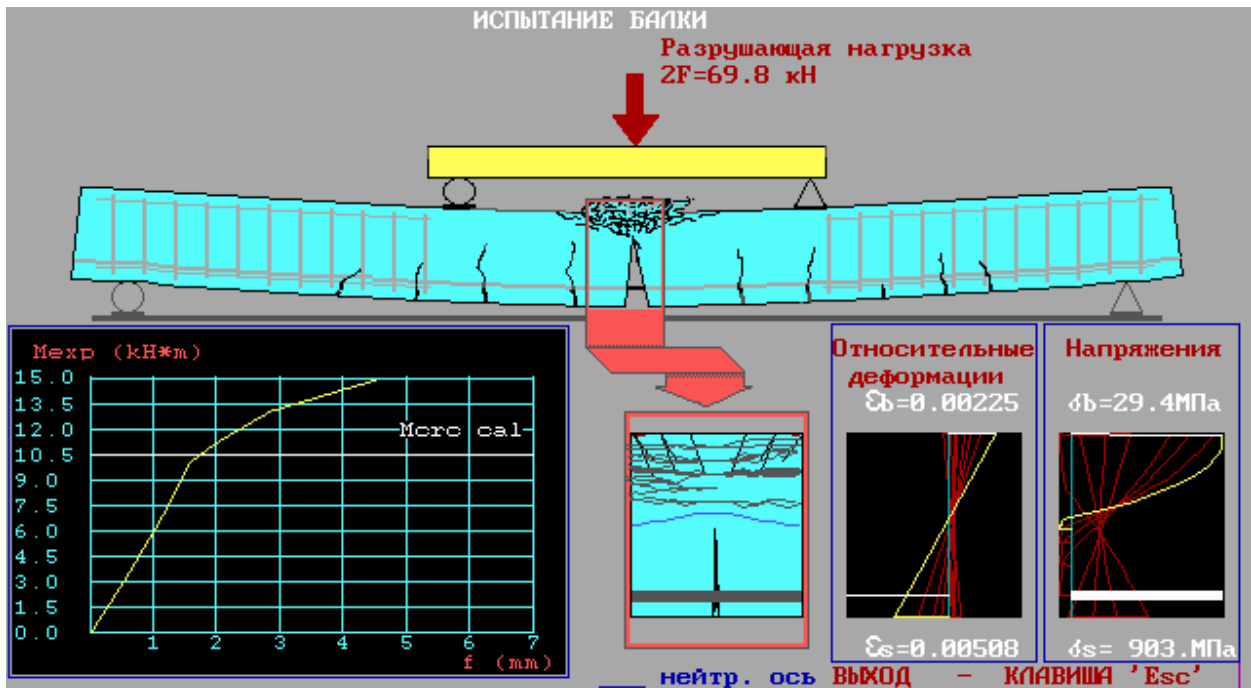 ИСПЫТАНИЕ БАЛКИ
Разрушающая нагрузка
2F=69.8 кН
Mexp (kH*m)
15.0
13.5
12.0
10.5
9.0
7.5
6.0
4.5
3.0
1.5
0.0
Mcrc cal
1 2 3 4 5 6 7
f (mm)
Относительные
деформации
Ɛb=0.00225
Ɛs=0.00508
Напряжения
σb=29.4МПа
σs= 903.МПа
___ нейтр. ось ВЫХОД - КЛАВИША 'Esc'